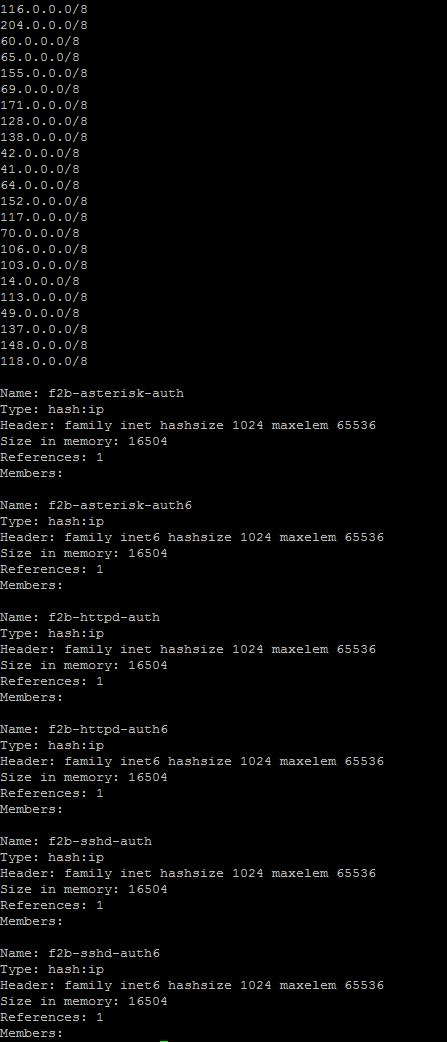 116.0.0.0/8
204.0.0.0/8
60.0.0.0/8
65.0.0.0/8
155.0.0.0/8
69.0.0.0/8
171.0.0.0/8
128.0.0.0/8
138.0.0.0/8
42.0.0.0/8
41.0.0.0/8
64.0.0.0/8
152.0.0.0/8
117.0.0.0/8
70.0.0.0/8
106.0.0.0/8
103.0.0.0/8
14.0.0.0/8
113.0.0.0/8
49.0.0.0/8
137.0.0.0/8
148.0.0.0/8
118.0.0.0/8

Name: f2b-asterisk-auth
Type: hash:ip
Header: family inet hashsize 1024 maxelem 65536
Size in memory: 16504
References: 1
Members:

Name: f2b-asterisk-auth6
Type: hash:ip
Header: family inet6 hashsize 1024 maxelem 65536
Size in memory: 16504
References: 1
Members:

Name: f2b-httpd-auth
Type: hash:ip
Header: family inet hashsize 1024 maxelem 65536
Size in memory: 16504
References: 1
Members:

Name: f2b-httpd-auth6
Type: hash:ip
Header: family inet6 hashsize 1024 maxelem 65536
Size in memory: 16504
References: 1
Members:

Name: f2b-sshd-auth
Type: hash:ip
Header: family inet hashsize 1024 maxelem 65536
Size in memory: 16504
References: 1
Members:

Name: f2b-sshd-auth6
Type: hash:ip
Header: family inet6 hashsize 1024 maxelem 65536
Size in memory: 16504
References: 1
Members: